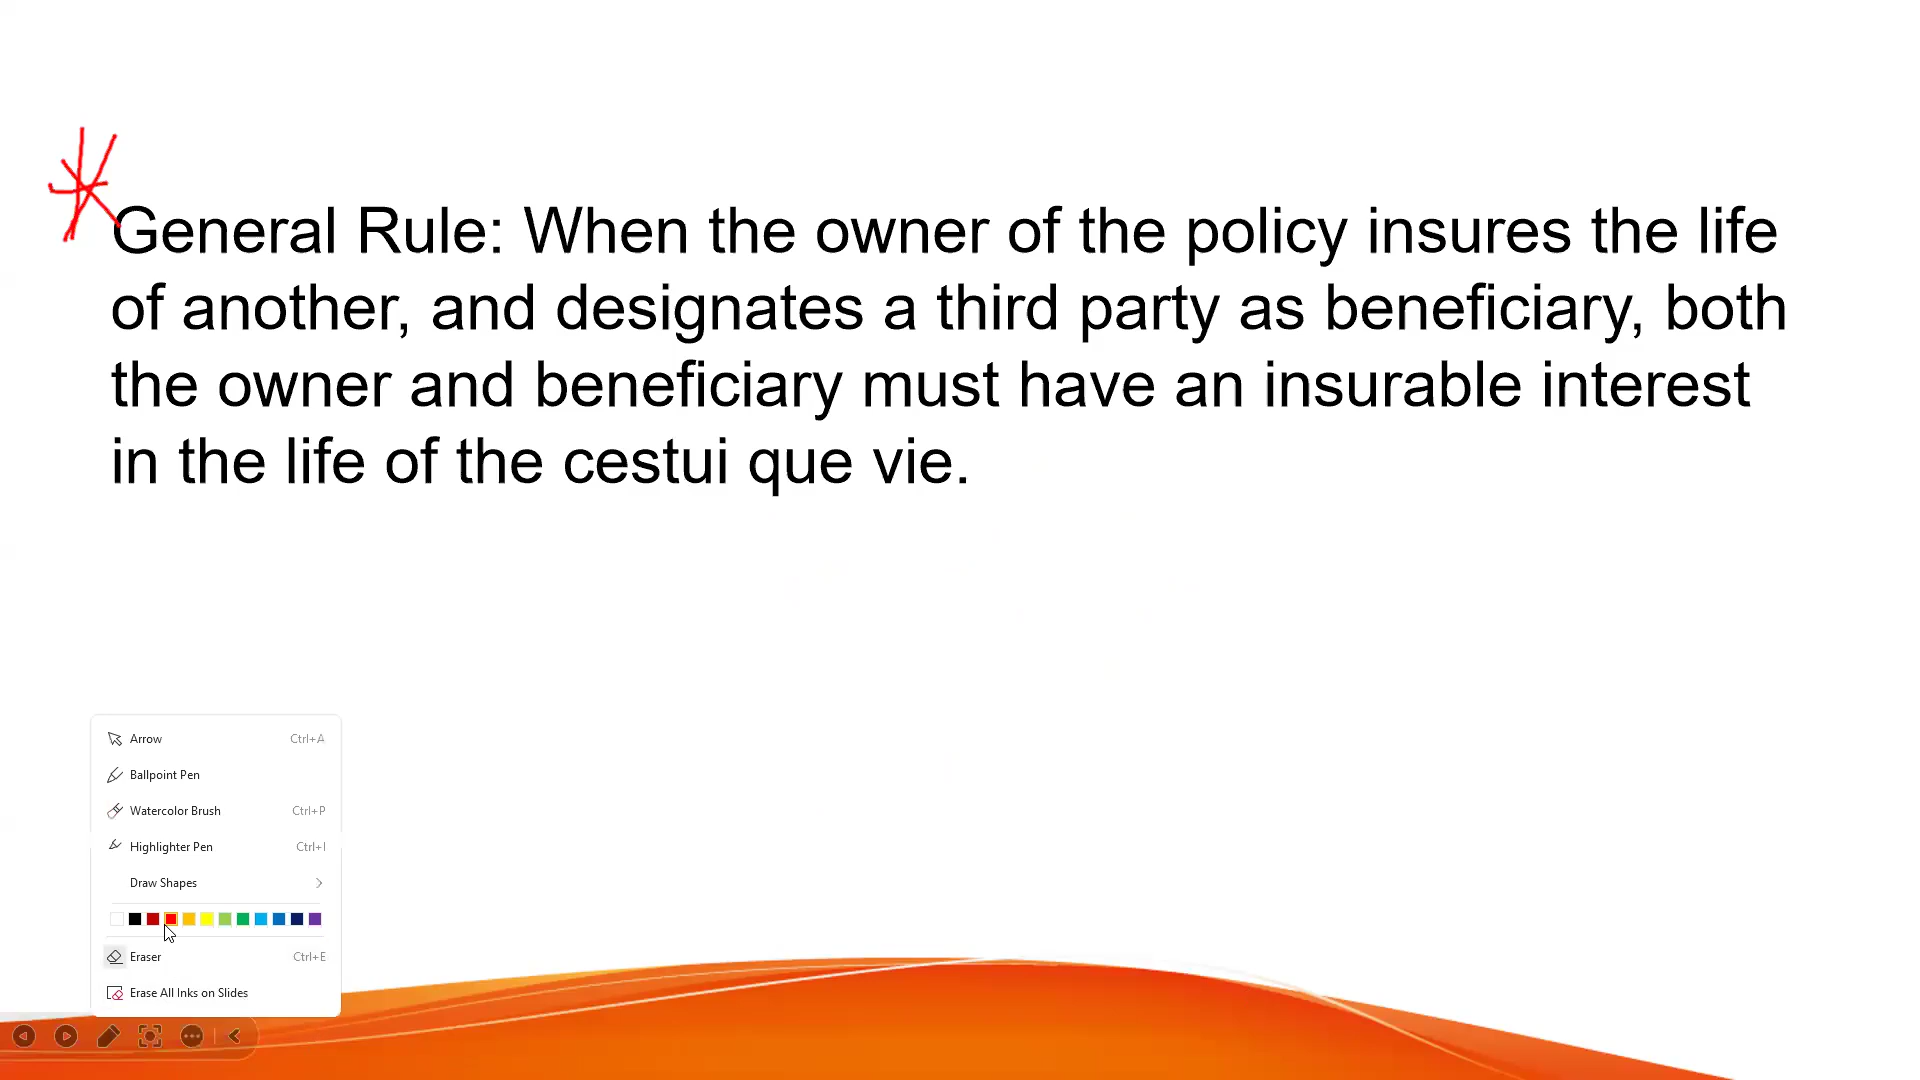 General Rule: When the owner of the policy insures the life
of another, and designates a third party as beneficiary, both
the owner and beneficiary must have an insurable interest
in the life of the cestui que vie.
Arrow Ctrl+A
Ballpoint Pen
Watercolor Brush Ctrl+P
Highlighter Pen Ctrl+I
Draw Shapes
Eraser Ctrl+E
Erase All Inks on Slides